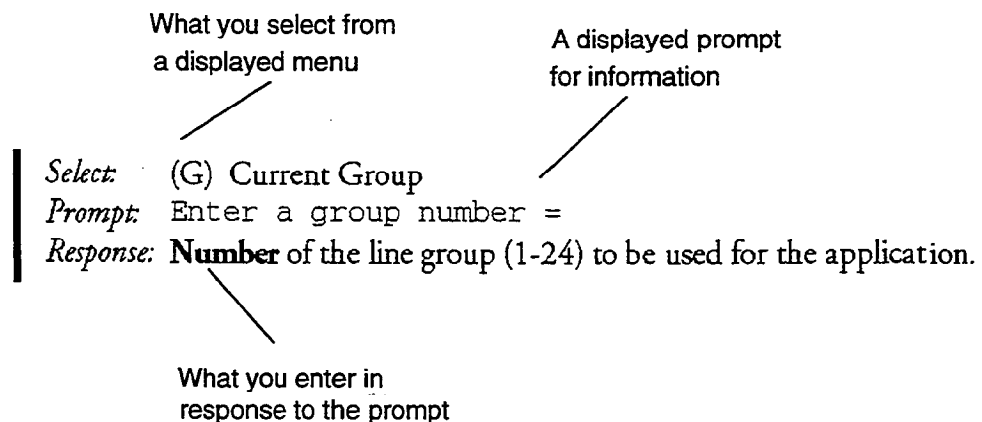 What you select from
a displayed menu
A displayed prompt
for information
Select: (G) Current Group
Prompt: Enter a group number =
Response: Number of the line group (1-24) to be used for the application.
What you enter in
response to the prompt